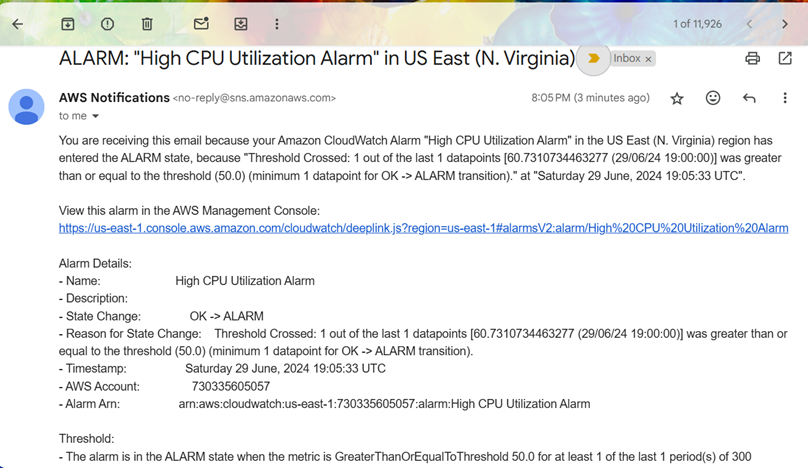 1 of 11,926
ALARM: "High CPU Utilization Alarm" in US East (N. Virginia) Inbox ×
AWS Notifications <no-reply@sns.amazonaws.com> 8:05 PM (3 minutes ago)
to me
You are receiving this email because your Amazon CloudWatch Alarm "High CPU Utilization Alarm" in the US East (N. Virginia) region has
entered the ALARM state, because "Threshold Crossed: 1 out of the last 1 datapoints [60.7310734463277 (29/06/24 19:00:00)] was greater
than or equal to the threshold (50.0) (minimum 1 datapoint for OK -> ALARM transition)." at "Saturday 29 June, 2024 19:05:33 UTC".
View this alarm in the AWS Management Console:
https://us-east-1.console.aws.amazon.com/cloudwatch/deeplink.js?region=us-east-1#alarmsV2:alarm/High%20CPU%20Utilization%20Alarm
Alarm Details:
- Name: High CPU Utilization Alarm
- Description:
- State Change: OK -> ALARM
- Reason for State Change: Threshold Crossed: 1 out of the last 1 datapoints [60.7310734463277 (29/06/24 19:00:00)] was greater than or
equal to the threshold (50.0) (minimum 1 datapoint for OK -> ALARM transition).
- Timestamp: Saturday 29 June, 2024 19:05:33 UTC
- AWS Account: 730335605057
- Alarm Arn: arn:aws:cloudwatch:us-east-1:730335605057:alarm:High CPU Utilization Alarm
Threshold:
- The alarm is in the ALARM state when the metric is GreaterThanOrEqualToThreshold 50.0 for at least 1 of the last 1 period(s) of 300